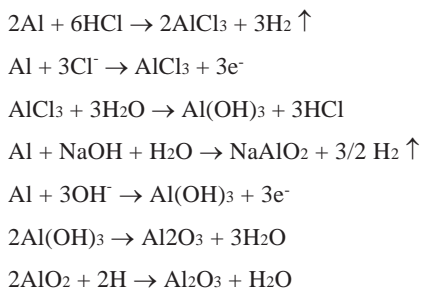 2Al + 6HCl → 2AlCl₃ + 3H₂ ↑
Al + 3Cl⁻ → AlCl₃ + 3e⁻
AlCl₃ + 3H₂O → Al(OH)₃ + 3HCl
Al + NaOH + H₂O → NaAlO₂ + 3/2 H₂ ↑
Al + 3OH⁻ → Al(OH)₃ + 3e⁻
2Al(OH)₃ → Al2O₃ + 3H₂O
2AlO₂ + 2H → Al₂O₃ + H₂O